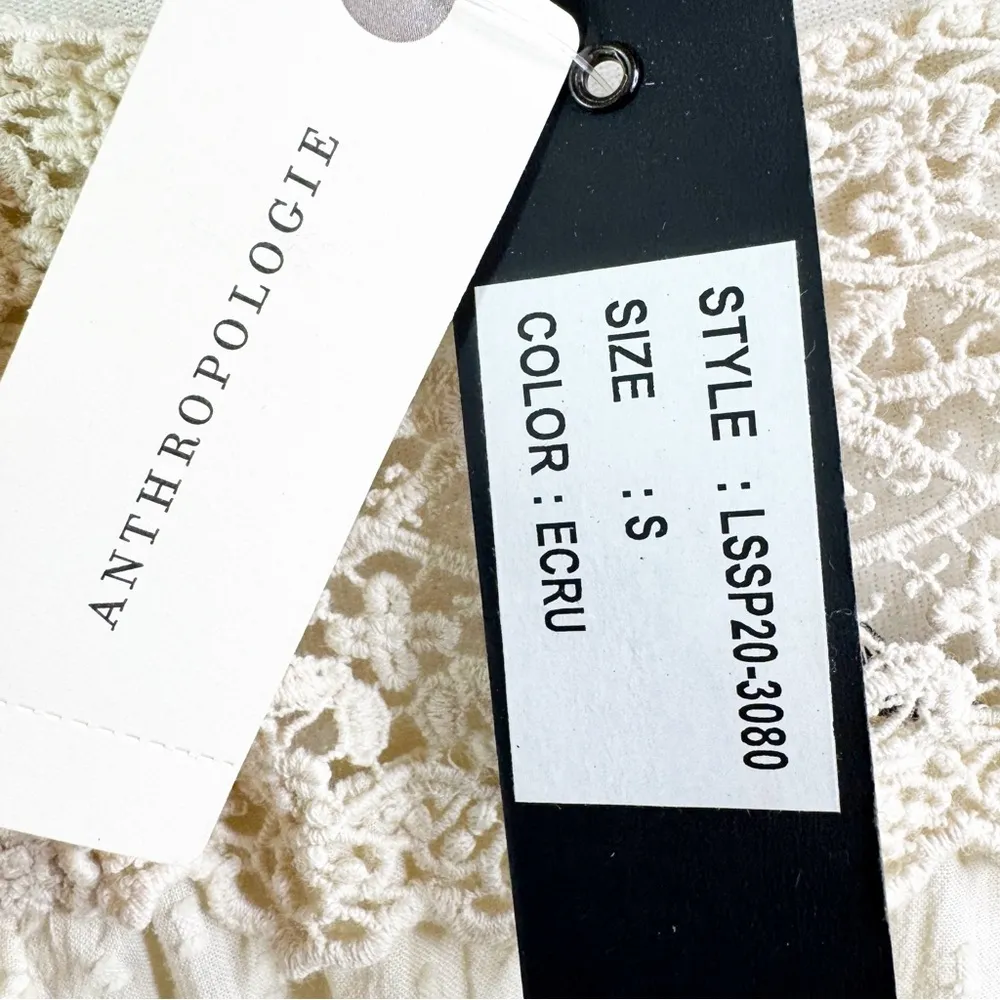 ANTHROPOLOGIE
STYLE : LSSP20-3080
SIZE : S
COLOR : ECRU